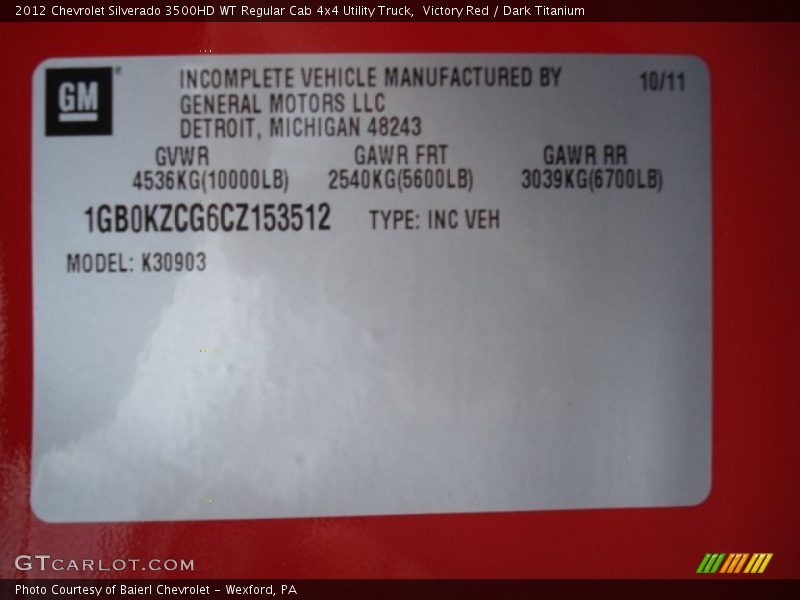 2012 Chevrolet Silverado 3500HD WT Regular Cab 4x4 Utility Truck,  Victory Red / Dark Titanium
GM
INCOMPLETE VEHICLE MANUFACTURED BY 10/11
GENERAL MOTORS LLC
DETROIT, MICHIGAN 48243
GVWR GAWR FRT GAWR RR
4536KG(10000LB) 2540KG(5600LB) 3039KG(6700LB)
1GB0KZCG6CZ153512 TYPE: INC VEH
MODEL: K30903
GTCARLOT.COM
Photo Courtesy of Baierl Chevrolet - Wexford, PA